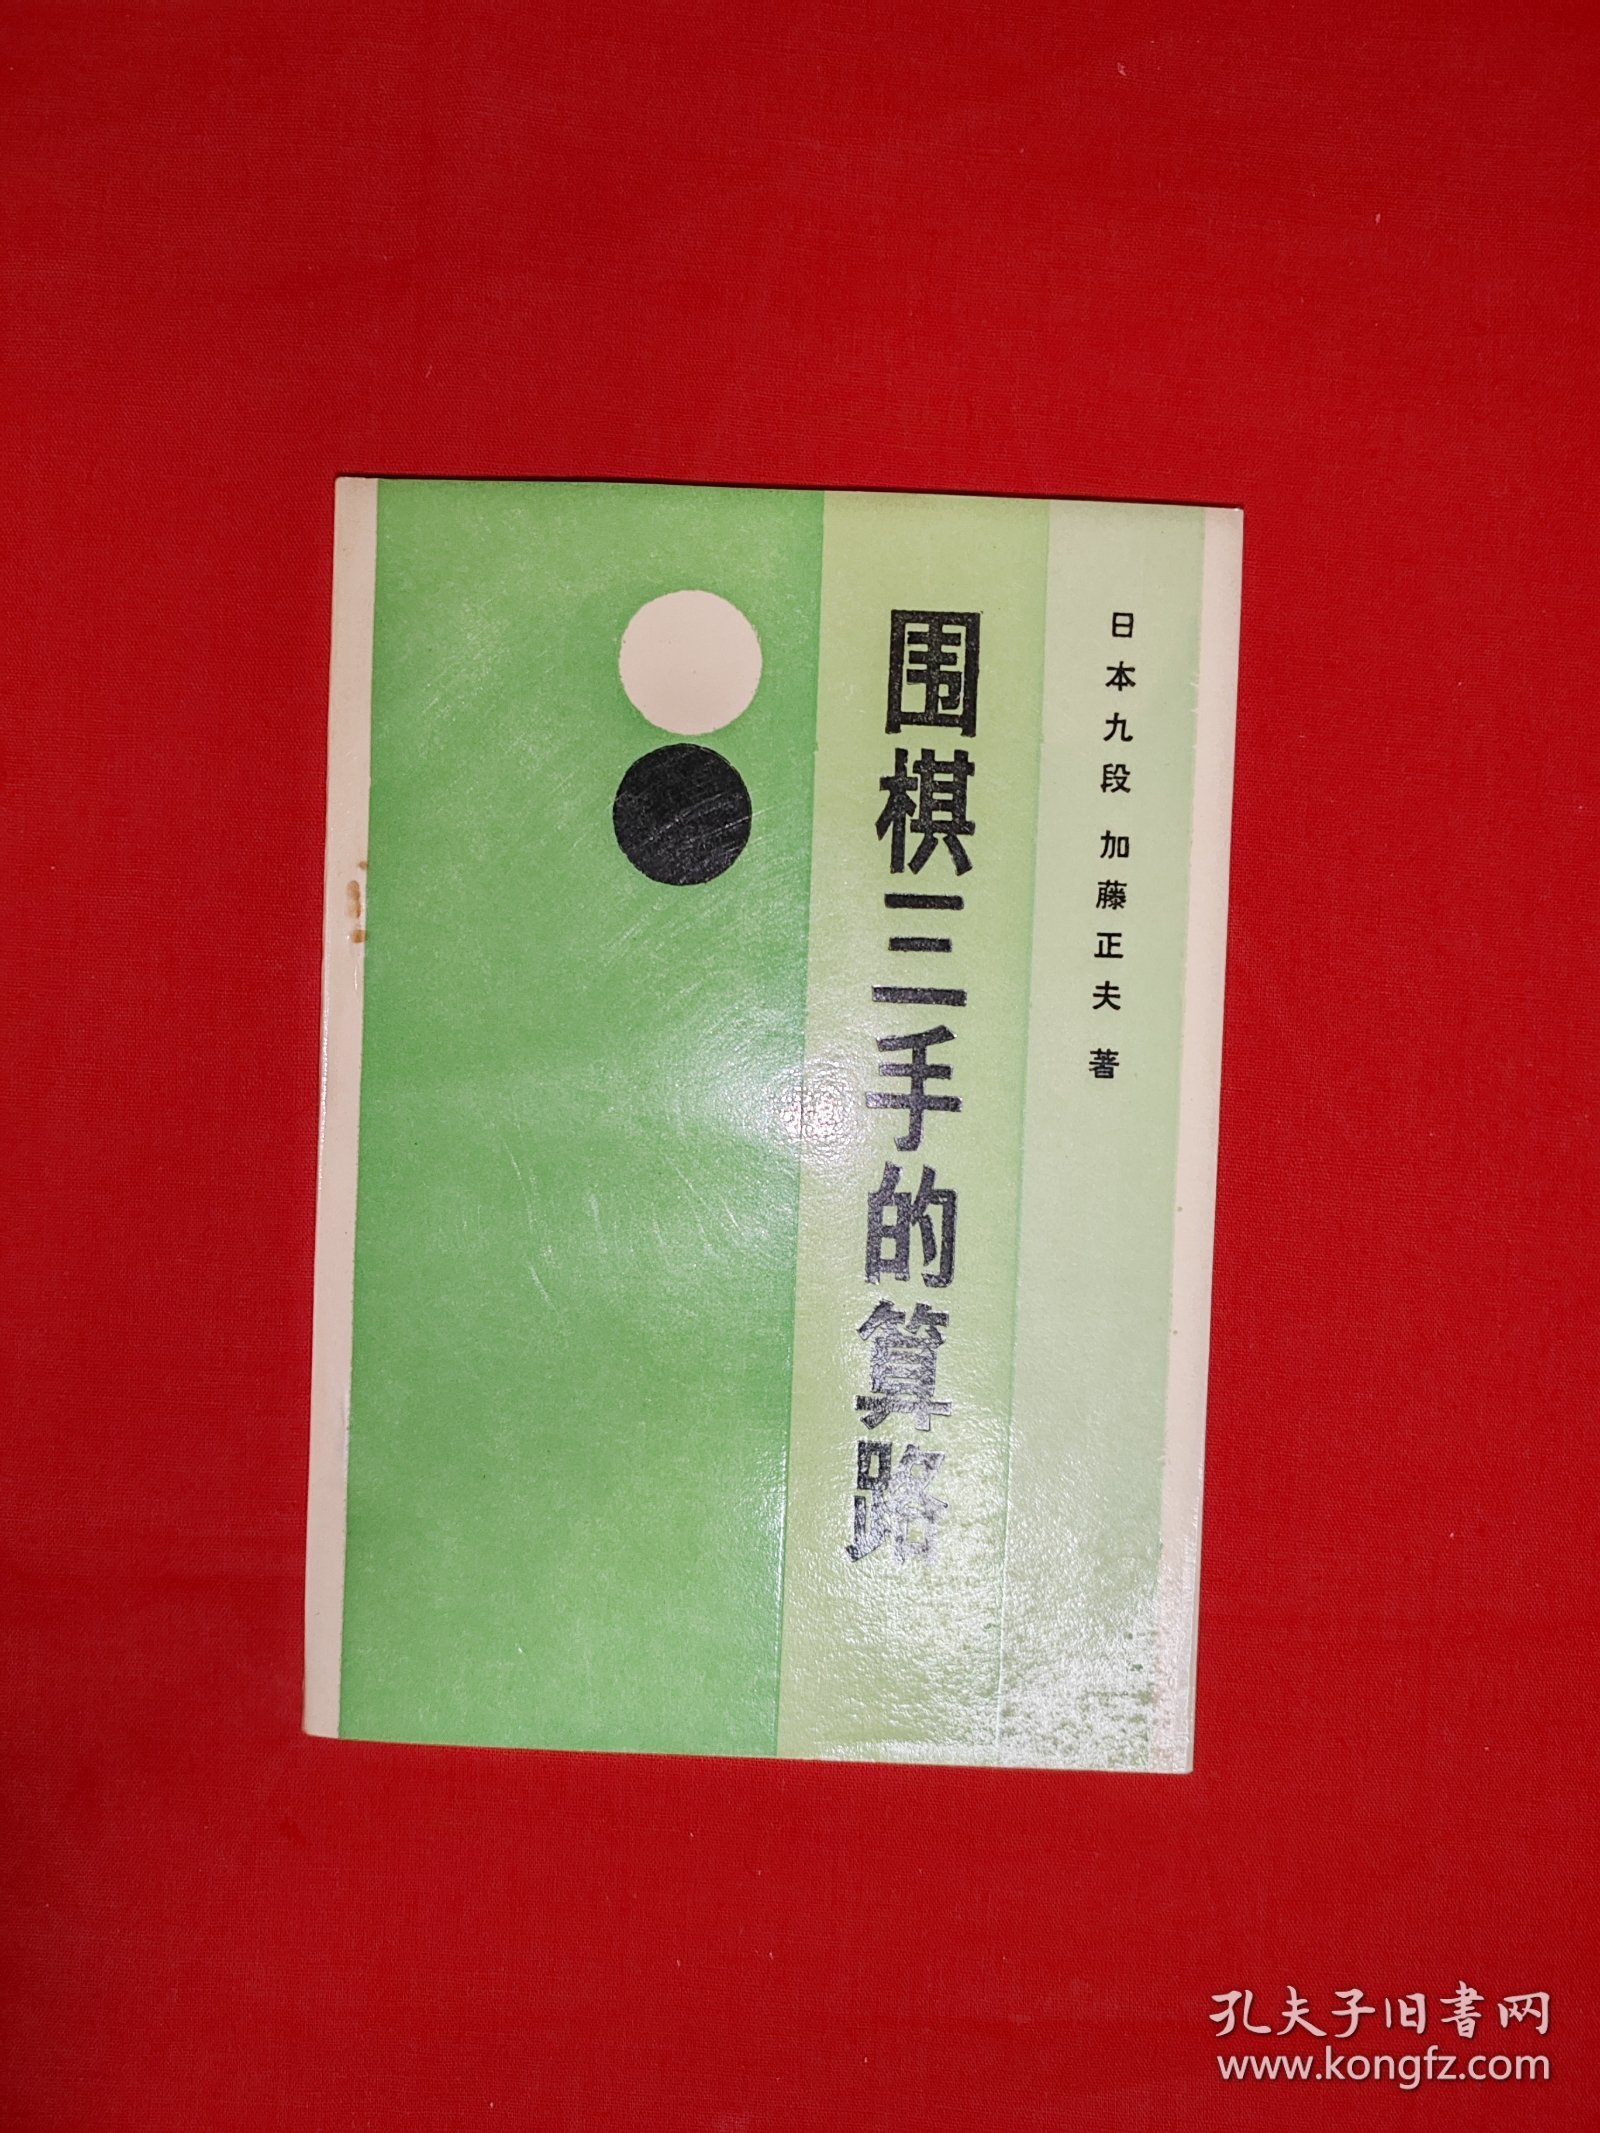 日本九段 加藤正夫 著
围棋三手的算路
孔夫子旧書网
www.kongfz.com